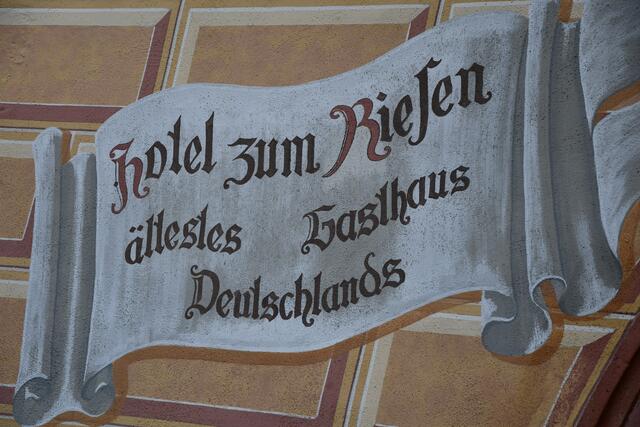 Hotel zum Rieſen
ältestes Gasthaus
Deutschlands